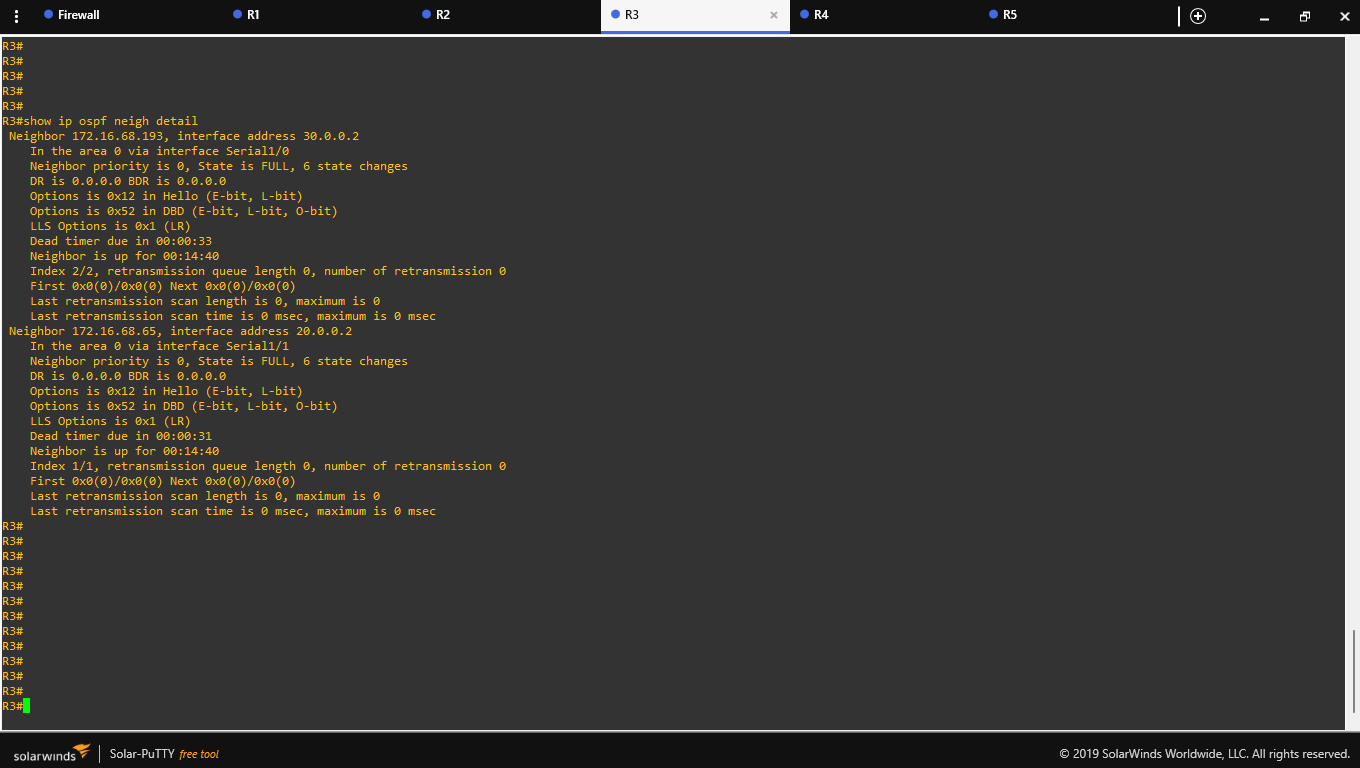 Firewall R1 R2 R3 × R4 R5
R3#
R3#
R3#
R3#
R3#
R3#show ip ospf neigh detail
Neighbor 172.16.68.193, interface address 30.0.0.2
In the area 0 via interface Serial1/0
Neighbor priority is 0, State is FULL, 6 state changes
DR is 0.0.0.0 BDR is 0.0.0.0
Options is 0x12 in Hello (E-bit, L-bit)
Options is 0x52 in DBD (E-bit, L-bit, O-bit)
LLS Options is 0x1 (LR)
Dead timer due in 00:00:33
Neighbor is up for 00:14:40
Index 2/2, retransmission queue length 0, number of retransmission 0
First 0x0(0)/0x0(0) Next 0x0(0)/0x0(0)
Last retransmission scan length is 0, maximum is 0
Last retransmission scan time is 0 msec, maximum is 0 msec
Neighbor 172.16.68.65, interface address 20.0.0.2
In the area 0 via interface Serial1/1
Neighbor priority is 0, State is FULL, 6 state changes
DR is 0.0.0.0 BDR is 0.0.0.0
Options is 0x12 in Hello (E-bit, L-bit)
Options is 0x52 in DBD (E-bit, L-bit, O-bit)
LLS Options is 0x1 (LR)
Dead timer due in 00:00:31
Neighbor is up for 00:14:40
Index 1/1, retransmission queue length 0, number of retransmission 0
First 0x0(0)/0x0(0) Next 0x0(0)/0x0(0)
Last retransmission scan length is 0, maximum is 0
Last retransmission scan time is 0 msec, maximum is 0 msec
R3#
R3#
R3#
R3#
R3#
R3#
R3#
R3#
R3#
R3#
R3#
R3#
R3#
solarwinds Solar-PuTTY free tool © 2019 SolarWinds Worldwide, LLC. All rights reserved.